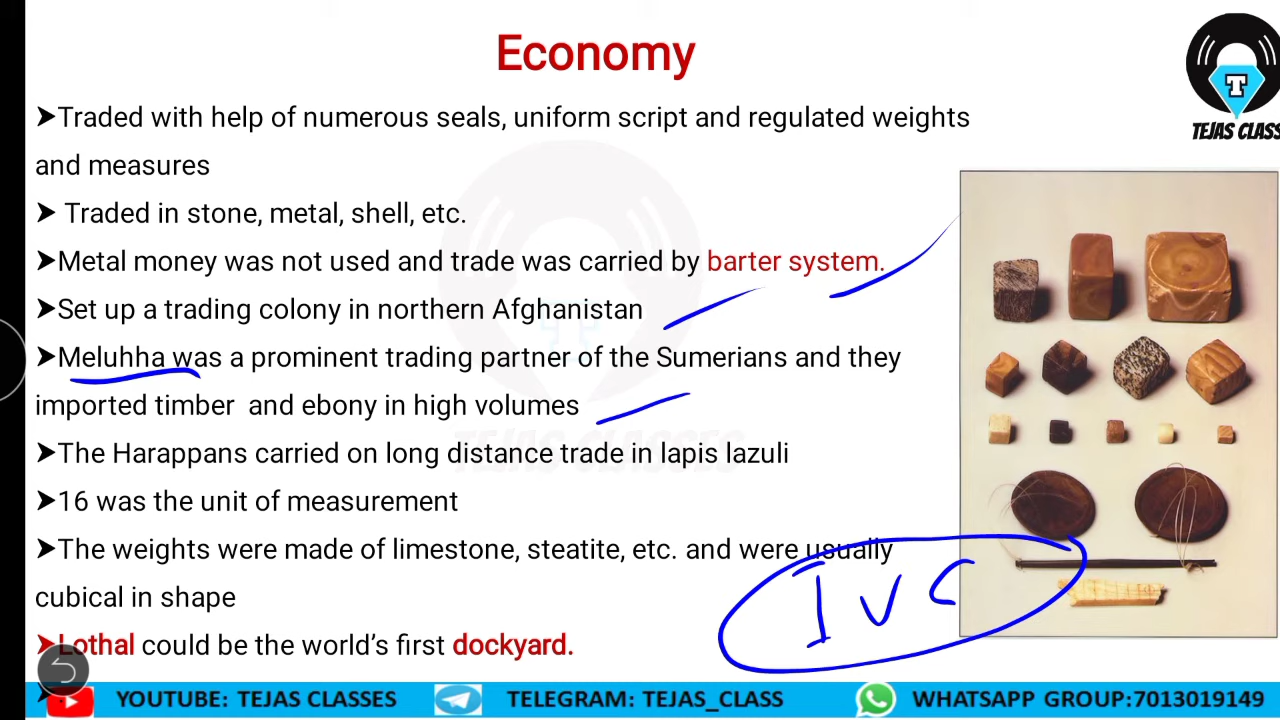 Economy
T
TEJAS CLASS
➤Traded with help of numerous seals, uniform script and regulated weights
and measures
➤ Traded in stone, metal, shell, etc.
➤Metal money was not used and trade was carried by barter system.
➤Set up a trading colony in northern Afghanistan
➤Meluhha was a prominent trading partner of the Sumerians and they
imported timber and ebony in high volumes
TEJAS CLASSES
➤The Harappans carried on long distance trade in lapis lazuli
➤16 was the unit of measurement
➤The weights were made of limestone, steatite, etc. and were usually
cubical in shape
IVC
➤Lothal could be the world’s first dockyard.
YOUTUBE: TEJAS CLASSES TELEGRAM: TEJAS_CLASS WHATSAPP GROUP:7013019149